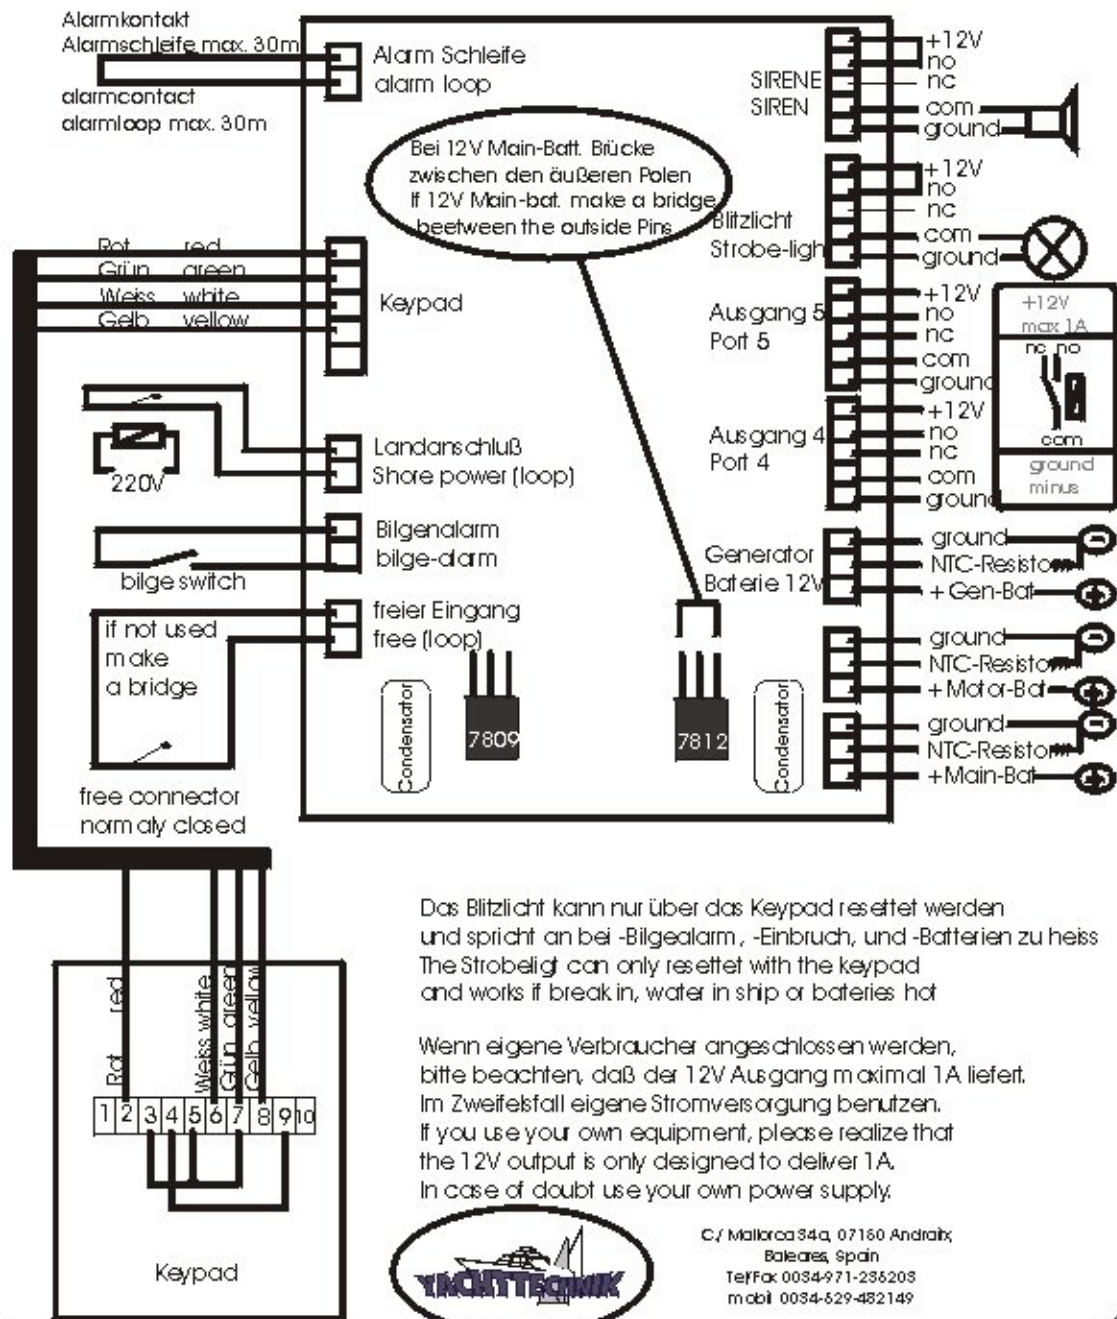 Alarmkontakt
Alarmschleife max. 30m
alarmcontact
alarmloop max. 30m
Alarm Schleife
alarm loop
Bei 12V Main-Batt. Brücke
zwischen den äußeren Polen
If 12V Main-bat. make a bridge
beetween the outside Pins
SIRENE
SIREN
+12V
no
nc
com
ground
Blitzlicht
Strobe-ligh
+12V
no
nc
com
ground
Rot red
Grün green
Weiss white
Gelb yellow
Keypad
Ausgang 5
Port 5
+12V
no
nc
com
ground
+12V
max 1A
nc no
com
ground
minus
Ausgang 4
Port 4
+12V
no
nc
com
ground
220V
Landanschluß
Shore power (loop)
Bilgenalarm
bilge-alarm
bilge switch
Generator
Baterie 12V
ground
NTC-Resistor
+ Gen-Bat
freier Eingang
free (loop)
if not used
make
a bridge
ground
NTC-Resistor
+ Motor-Bat
ground
NTC-Resistor
+Main-Bat
Condensator
7809
7812
Condensator
free connector
normaly closed
Das Blitzlicht kann nur über das Keypad resettet werden
und spricht an bei -Bilgealarm, -Einbruch, und -Batterien zu heiss
The Strobeligt can only resettet with the keypad
and works if break in, water in ship or bateries hot
Wenn eigene Verbraucher angeschlossen werden,
bitte beachten, daß der 12V Ausgang maximal 1A liefert.
Im Zweifelsfall eigene Stromversorgung benutzen.
If you use your own equipment, please realize that
the 12V output is only designed to deliver 1A.
In case of doubt use your own power supply.
Rot red
Weiss white
Grün green
Gelb yellow
1 2 3 4 5 6 7 8 9 10
Keypad
YACHTTECHNIK
C/ Mallorca 34a, 07150 Andraitx,
Baleares, Spain
Tef/Fax 0034-971-235203
mobil 0034-629-482149